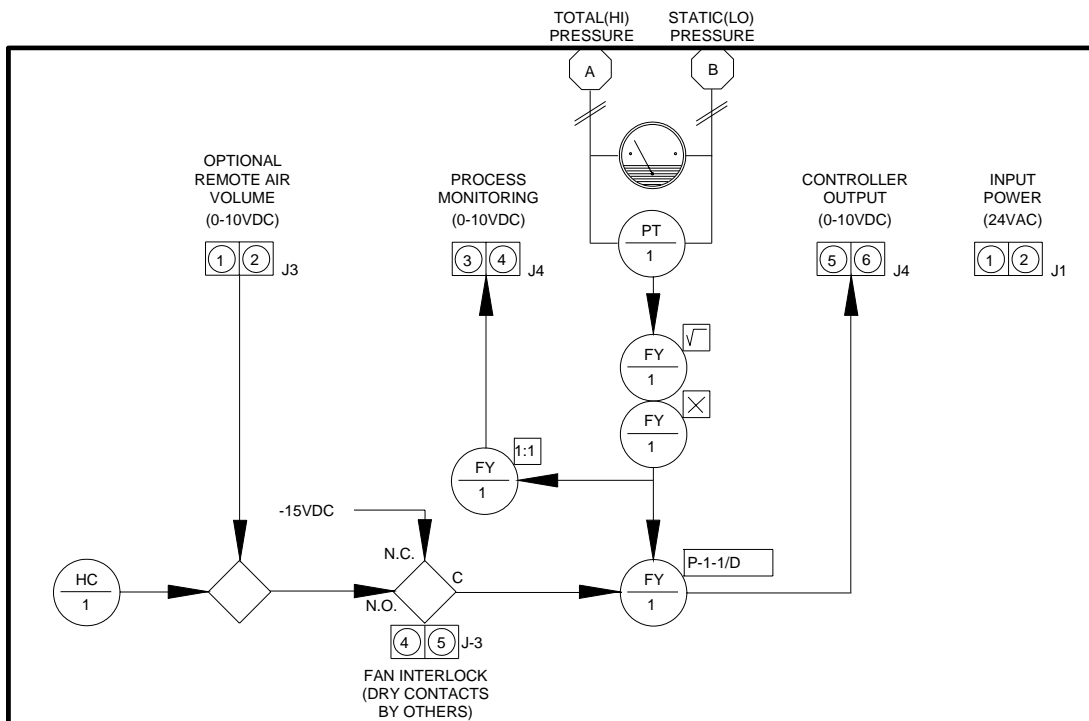 TOTAL(HI)
PRESSURE
STATIC(LO)
PRESSURE
A
B
OPTIONAL
REMOTE AIR
VOLUME
(0-10VDC)
1 2
J3
PROCESS
MONITORING
(0-10VDC)
3 4
J4
PT
1
CONTROLLER
OUTPUT
(0-10VDC)
5 6
J4
INPUT
POWER
(24VAC)
1 2
J1
FY
1
√
FY
1
×
FY
1
1:1
-15VDC
N.C.
C
N.O.
HC
1
FY
1
P-1-1/D
4 5
J-3
FAN INTERLOCK
(DRY CONTACTS
BY OTHERS)